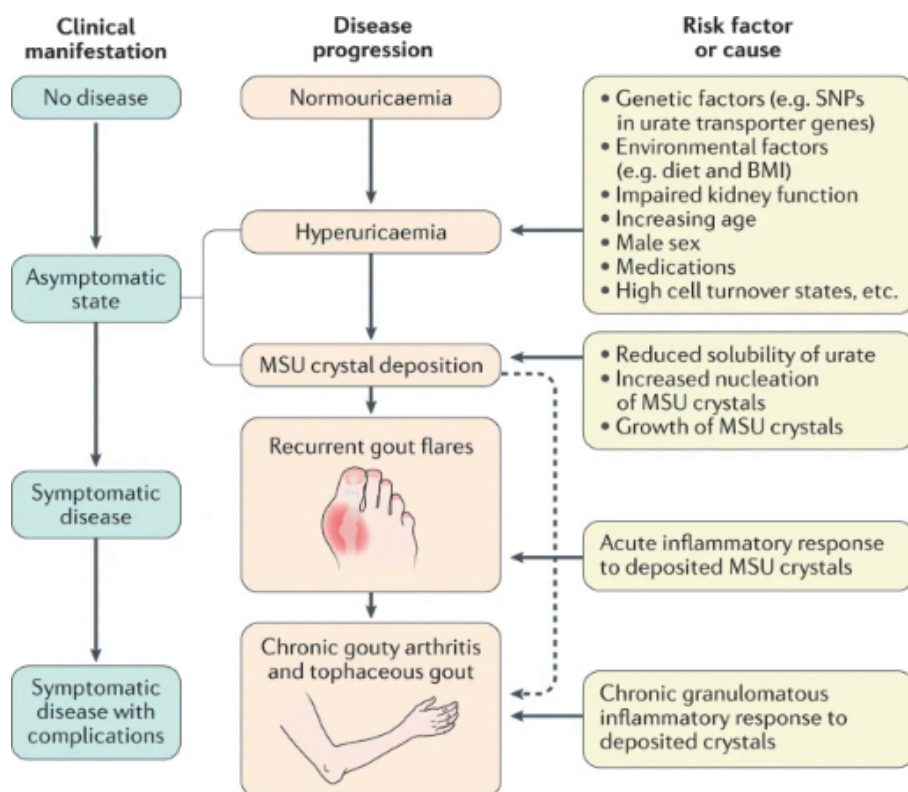 Clinical
manifestation
Disease
progression
Risk factor
or cause
No disease
Asymptomatic
state
Symptomatic
disease
Symptomatic
disease with
complications
Normouricaemia
Hyperuricaemia
MSU crystal deposition
Recurrent gout flares
Chronic gouty arthritis
and tophaceous gout
• Genetic factors (e.g. SNPs
in urate transporter genes)
• Environmental factors
(e.g. diet and BMI)
• Impaired kidney function
• Increasing age
• Male sex
• Medications
• High cell turnover states, etc.
• Reduced solubility of urate
• Increased nucleation
of MSU crystals
• Growth of MSU crystals
Acute inflammatory response
to deposited MSU crystals
Chronic granulomatous
inflammatory response to
deposited crystals